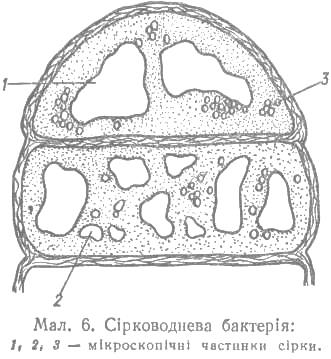 1
3
2
Мал. 6. Сірководнева бактерія:
1, 2, 3 — мікроскопічні частинки сірки.